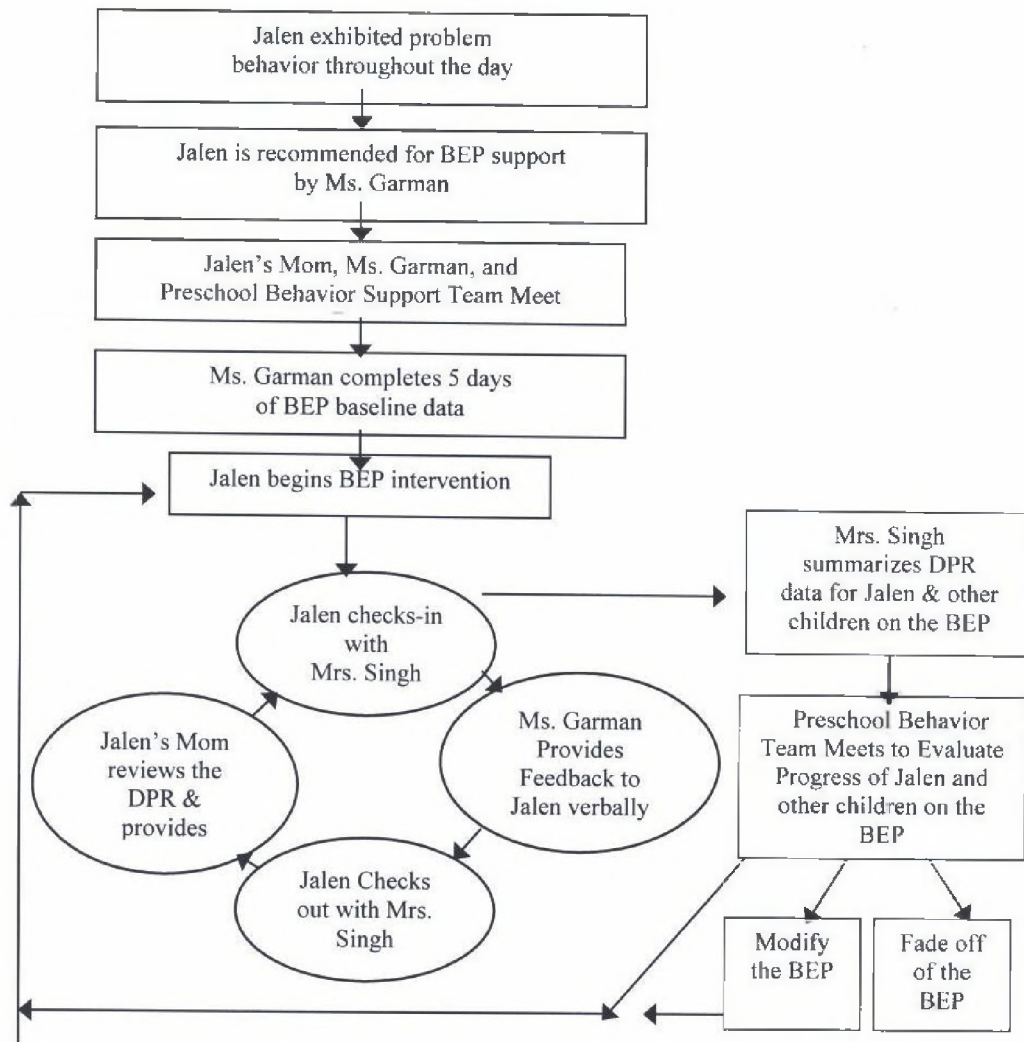 Jalen exhibited problem
behavior throughout the day
Jalen is recommended for BEP support
by Ms. Garman
Jalen's Mom, Ms. Garman, and
Preschool Behavior Support Team Meet
Ms. Garman completes 5 days
of BEP baseline data
Jalen begins BEP intervention
Jalen checks-in
with
Mrs. Singh
Ms. Garman
Provides
Feedback to
Jalen verbally
Jalen Checks
out with Mrs.
Singh
Jalen's Mom
reviews the
DPR &
provides
Mrs. Singh
summarizes DPR
data for Jalen & other
children on the BEP
Preschool Behavior
Team Meets to Evaluate
Progress of Jalen and
other children on the
BEP
Modify
the BEP
Fade off
of the
BEP